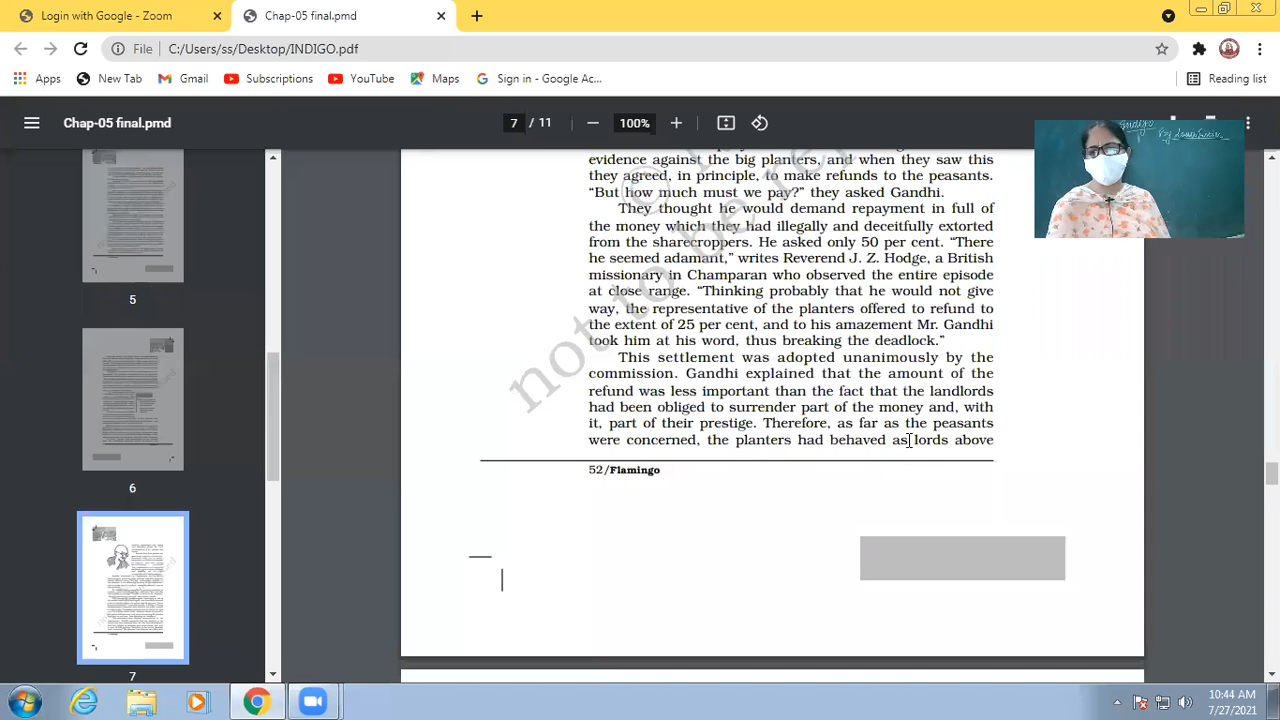 Login with Google - Zoom
Chap-05 final.pmd
File
C:/Users/ss/Desktop/INDIGO.pdf
Apps
New Tab
Gmail
Subscriptions
YouTube
Maps
Sign in - Google Ac...
Reading list
Chap-05 final.pmd
7 / 11
100%
Indigo
evidence against the big planters, and when they saw this
they agreed, in principle, to make refunds to the peasants.
“But how much must we pay?” they asked Gandhi.
They thought he would demand repayment in full of
the money which they had illegally and deceitfully extorted
from the sharecroppers. He asked only 50 per cent. “There
he seemed adamant,” writes Reverend J. Z. Hodge, a British
missionary in Champaran who observed the entire episode
at close range. “Thinking probably that he would not give
way, the representative of the planters offered to refund to
the extent of 25 per cent, and to his amazement Mr. Gandhi
took him at his word, thus breaking the deadlock.”
This settlement was adopted unanimously by the
commission. Gandhi explained that the amount of the
refund was less important than the fact that the landlords
had been obliged to surrender part of the money and, with
it, part of their prestige. Therefore, as far as the peasants
were concerned, the planters had behaved as lords above
52/Flamingo
not to be re
5
6
7
10:44 AM
7/27/2021